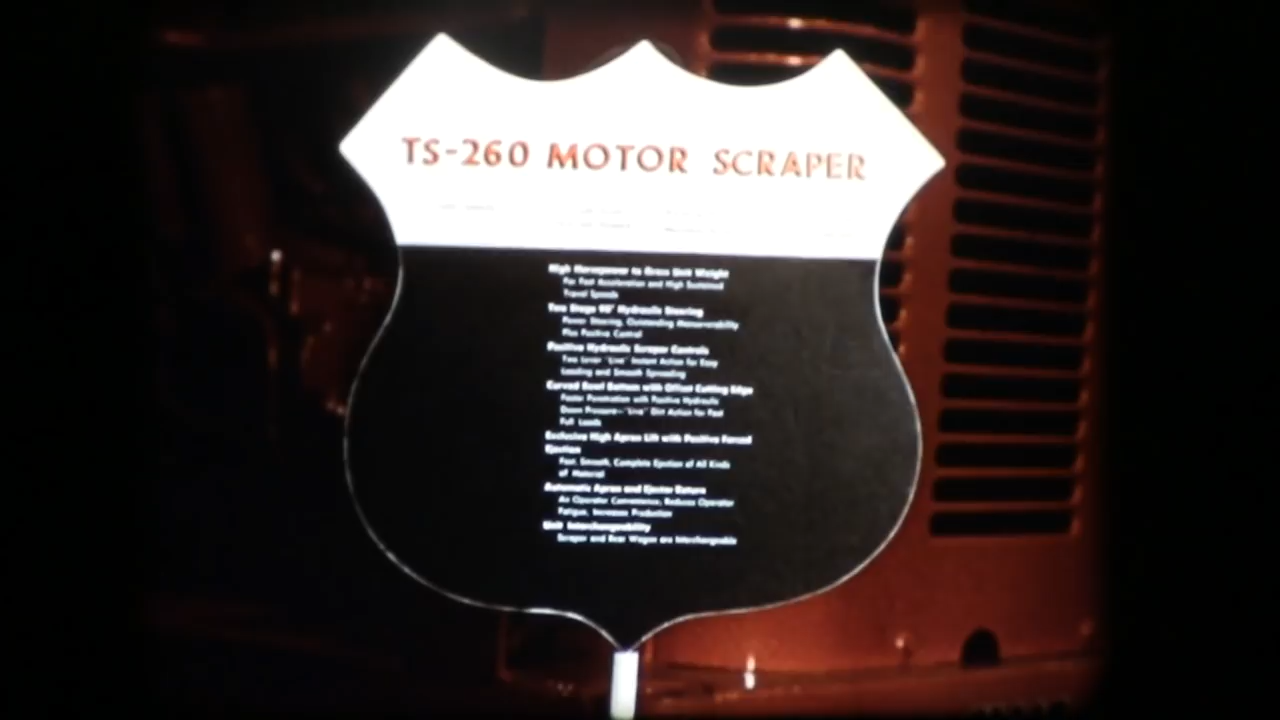 TS-260 MOTOR SCRAPER
High Horsepower to Gross Unit Weight
For Fast Acceleration and High Sustained
Travel Speeds
Two Stage 90° Hydraulic Steering
Power Steering, Outstanding Maneuverability
Plus Positive Control
Positive Hydraulic Scraper Controls
Two Lever "Live" Instant Action for Easy
Loading and Smooth Spreading
Curved Bowl Bottom with Offset Cutting Edge
Faster Penetration with Positive Hydraulic
Down Pressure—"Live" Dirt Action for Fast
Full Loads
Exclusive High Apron Lift with Positive Forced
Ejection
Fast, Smooth, Complete Ejection of All Kinds
of Material
Automatic Apron and Ejector Return
An Operator Convenience, Reduces Operator
Fatigue, Increases Production
Unit Interchangeability
Scraper and Rear Wagon are Interchangeable